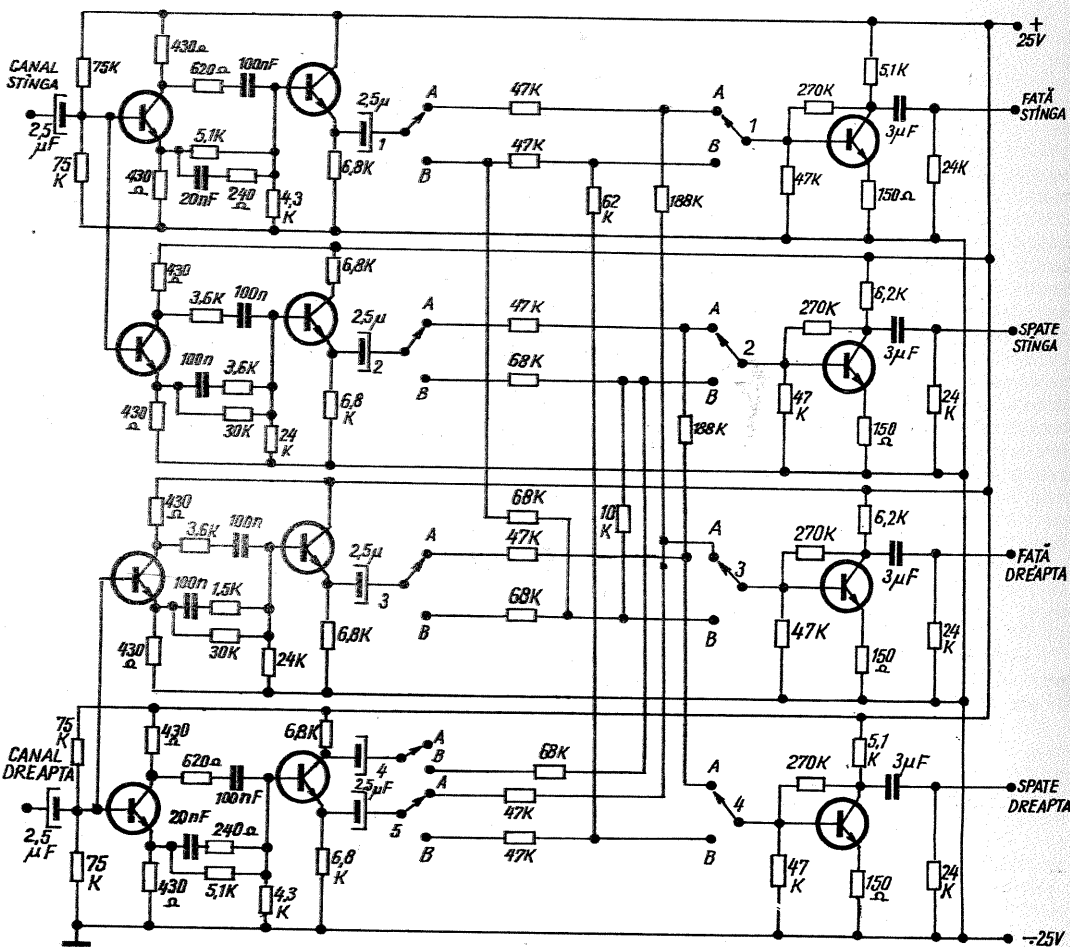 +
25V
CANAL
STÎNGA
75K
430Ω
620Ω
100nF
2,5
μF
75
K
5,1K
430
Ω
20nF
240
Ω
4,3
K
6,8K
2,5μ
1
A
B
47K
47K
62
K
188K
A
B
1
270K
5,1K
3μF
FATĂ
STÎNGA
47K
150Ω
24K
430
Ω
3,6K
100n
6,8K
2,5μ
2
100n
3,6K
430
Ω
30K
24
K
6,8
K
A
B
47K
68K
188K
A
B
2
270K
6,2K
3μF
SPATE
STÎNGA
47
K
150
Ω
24
K
430
Ω
3,6K
100n
2,5μ
3
100n
1,5K
430
Ω
30K
24K
6,8K
A
B
68K
47K
68K
10
K
A
B
3
270K
6,2K
3μF
FATĂ
DREAPTA
47K
150
Ω
24
K
75
K
CANAL
DREAPTA
430
Ω
620Ω
100nF
6,8K
4
2,5μF
5
2,5
μF
75
K
20nF
240Ω
430
Ω
5,1K
4,3
K
6,8
K
A
B
A
B
68K
47K
47K
A
B
4
270K
5,1
K
3μF
SPATE
DREAPTA
47
K
150
Ω
24
K
-25V